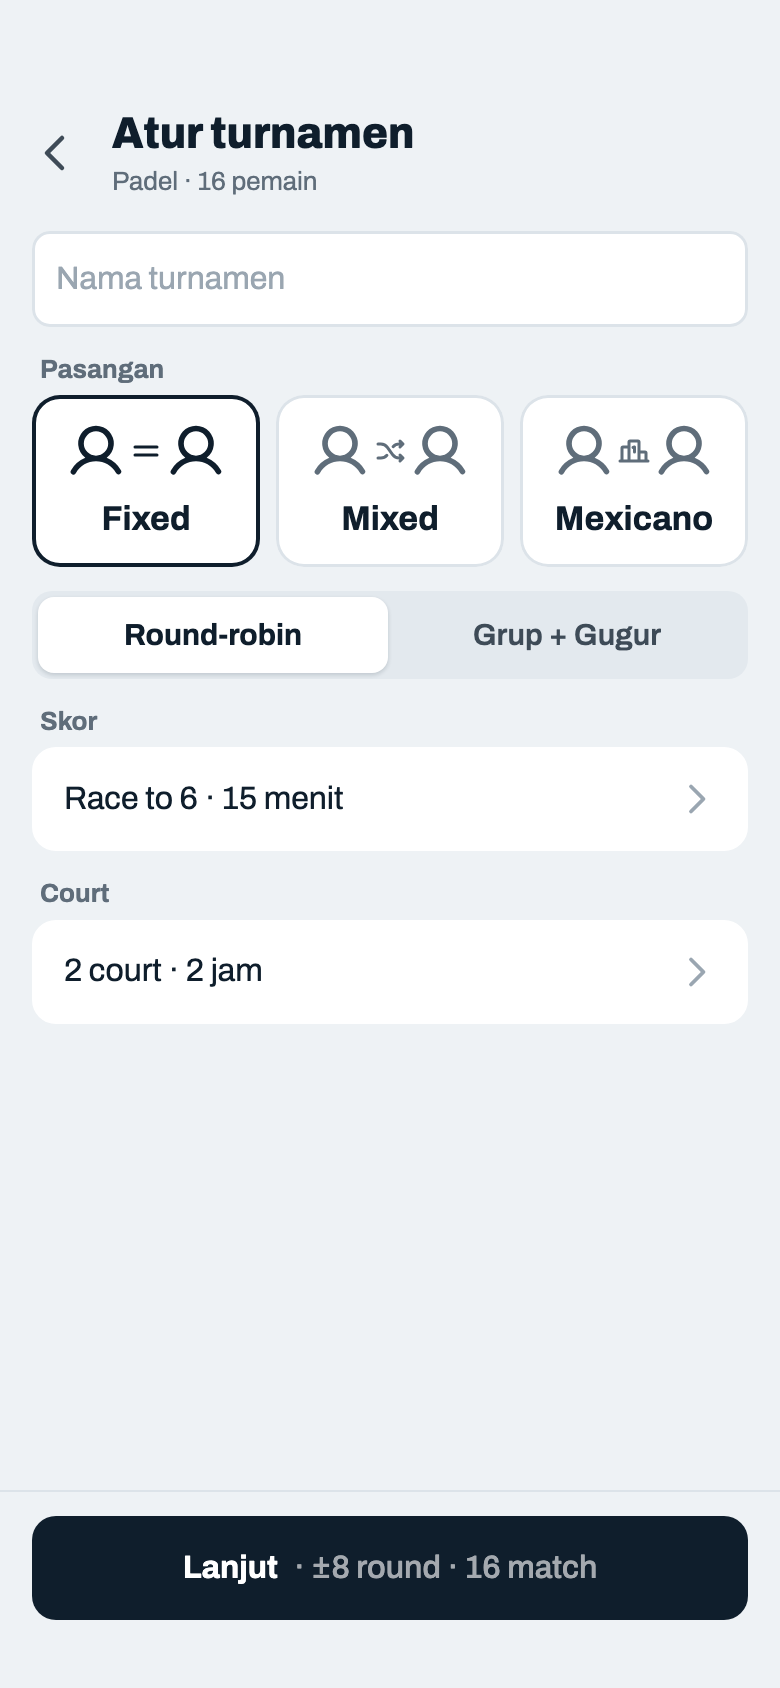 Atur turnamen
Padel · 16 pemain
Nama turnamen
Pasangan
Fixed
Mixed
Mexicano
Round-robin
Grup + Gugur
Skor
Race to 6 · 15 menit
Court
2 court · 2 jam
Lanjut · ±8 round · 16 match